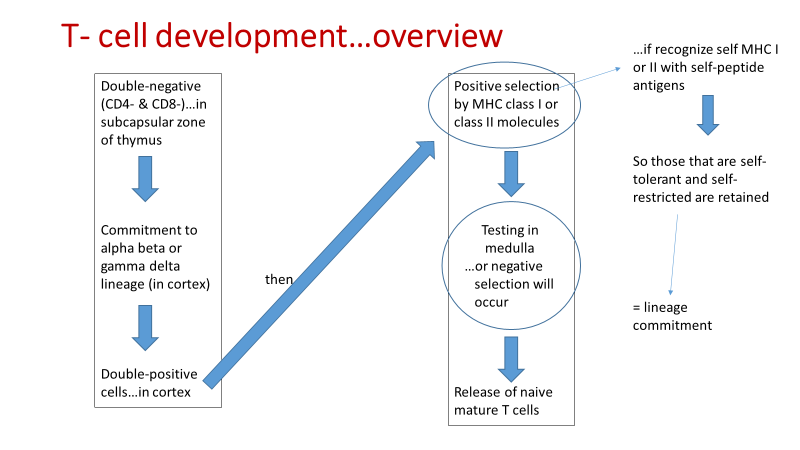 T- cell development...overview
Double-negative
(CD4- & CD8-)...in
subcapsular zone
of thymus
Commitment to
alpha beta or
gamma delta
lineage (in cortex)
Double-positive
cells...in cortex
then
Positive selection
by MHC class I or
class II molecules
Testing in
medulla
...or negative
selection will
occur
Release of naive
mature T cells
...if recognize self MHC I
or II with self-peptide
antigens
So those that are self-
tolerant and self-
restricted are retained
= lineage
commitment